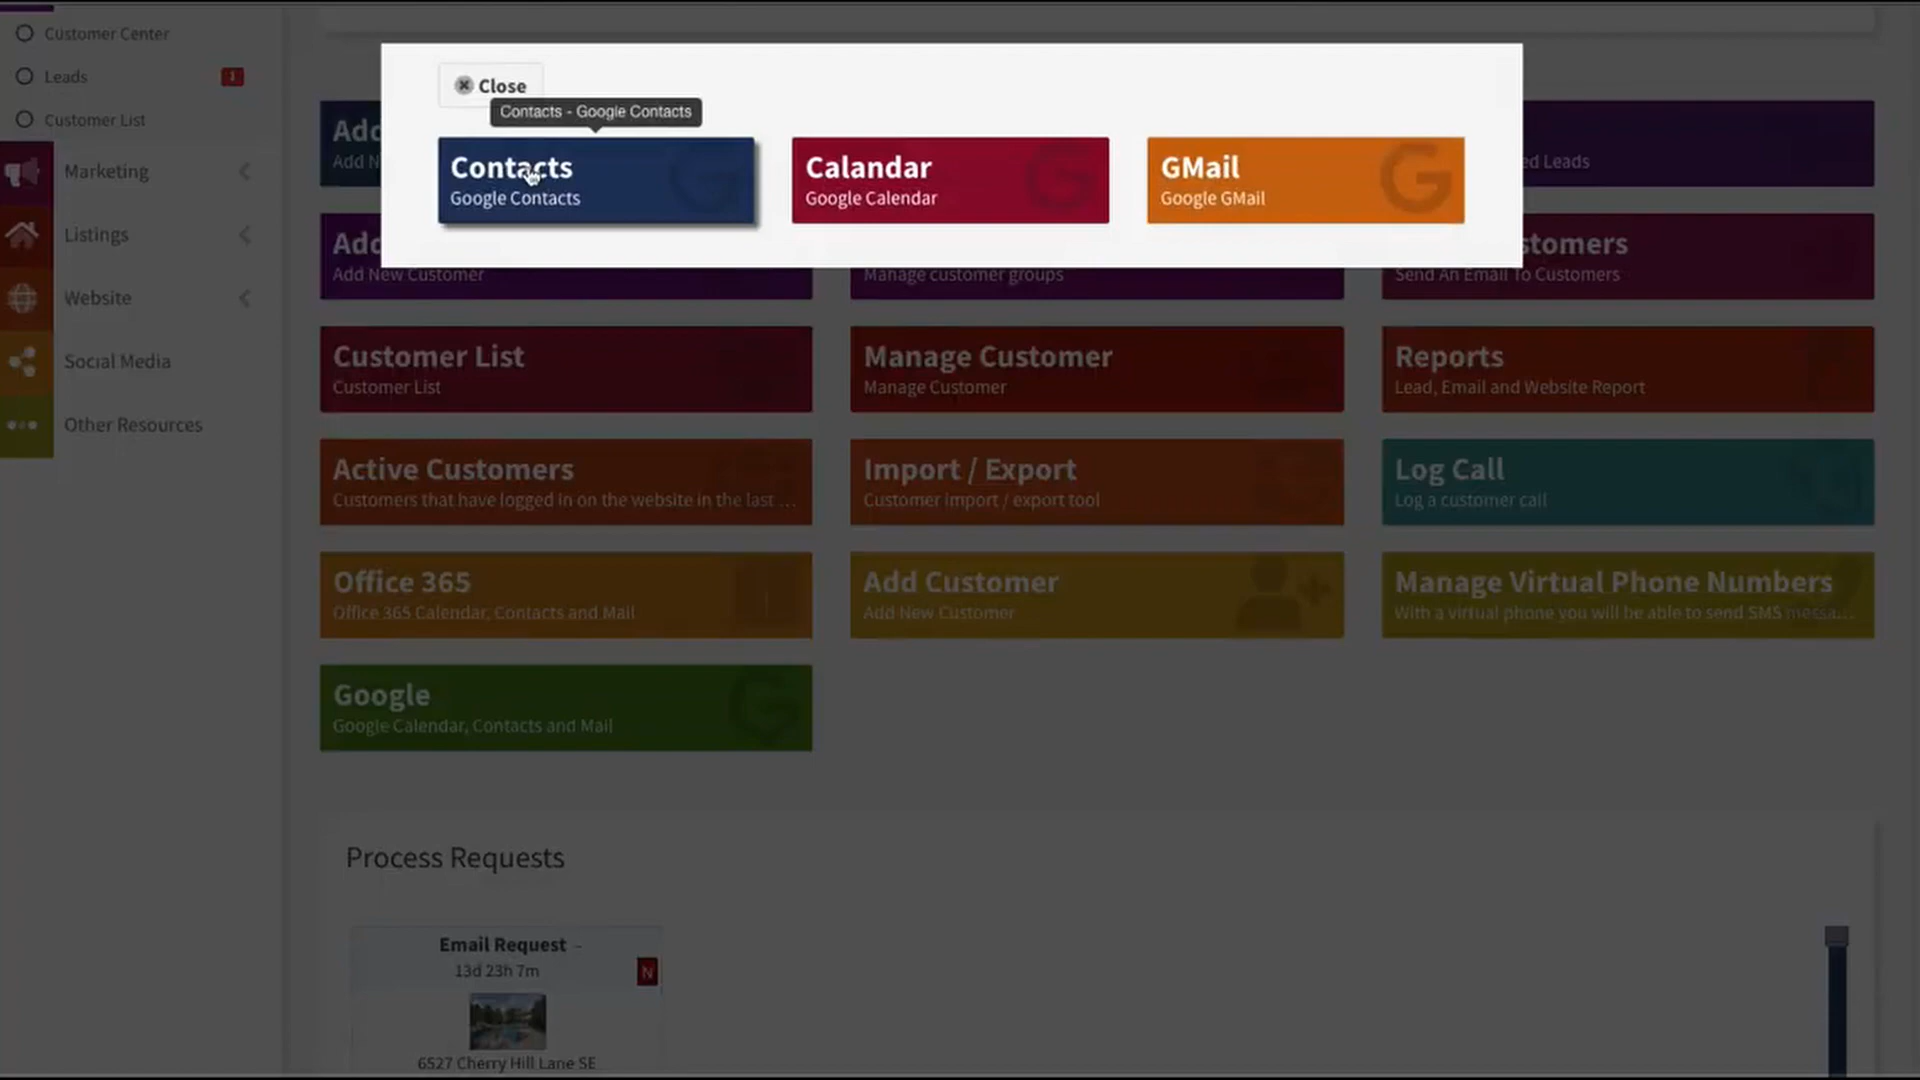 Customer Center
Leads
1
Customer List
Marketing
Listings
Website
Social Media
Other Resources
Close
Contacts - Google Contacts
Contacts
Google Contacts
Calandar
Google Calendar
GMail
Google GMail
Add New Customer
Manage customer groups
Send An Email To Customers
Customer List
Customer List
Manage Customer
Manage Customer
Reports
Lead, Email and Website Report
Active Customers
Customers that have logged in on the website in the last ...
Import / Export
Customer import / export tool
Log Call
Log a customer call
Office 365
Office 365 Calendar, Contacts and Mail
Add Customer
Add New Customer
Manage Virtual Phone Numbers
With a virtual phone you will be able to send SMS messa...
Google
Google Calendar, Contacts and Mail
Process Requests
Email Request -
13d 23h 7m
N
6527 Cherry Hill Lane SE